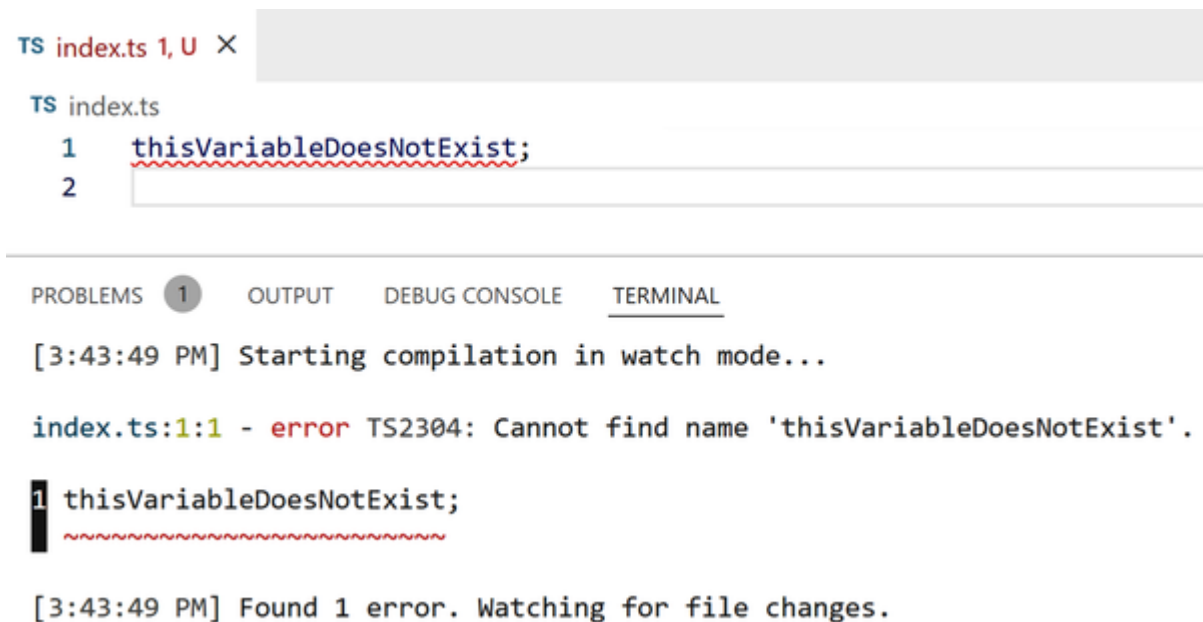 TS index.ts 1, U ×
TS index.ts
1 thisVariableDoesNotExist;
2
PROBLEMS 1 OUTPUT DEBUG CONSOLE TERMINAL
[3:43:49 PM] Starting compilation in watch mode...
index.ts:1:1 - error TS2304: Cannot find name 'thisVariableDoesNotExist'.
1 thisVariableDoesNotExist;
~~~~~~~~~~~~~~~~~~~~~~~~
[3:43:49 PM] Found 1 error. Watching for file changes.